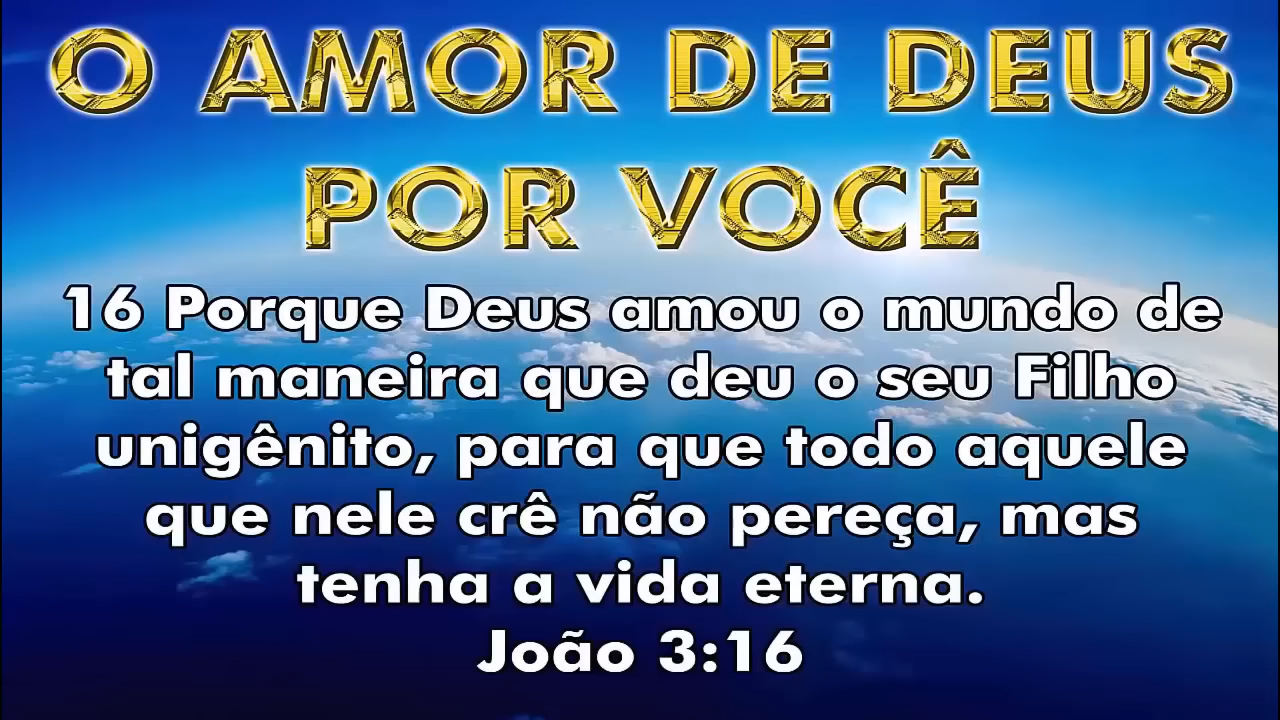 O AMOR DE DEUS
POR VOCÊ
16 Porque Deus amou o mundo de
tal maneira que deu o seu Filho
unigênito, para que todo aquele
que nele crê não pereça, mas
tenha a vida eterna.
João 3:16